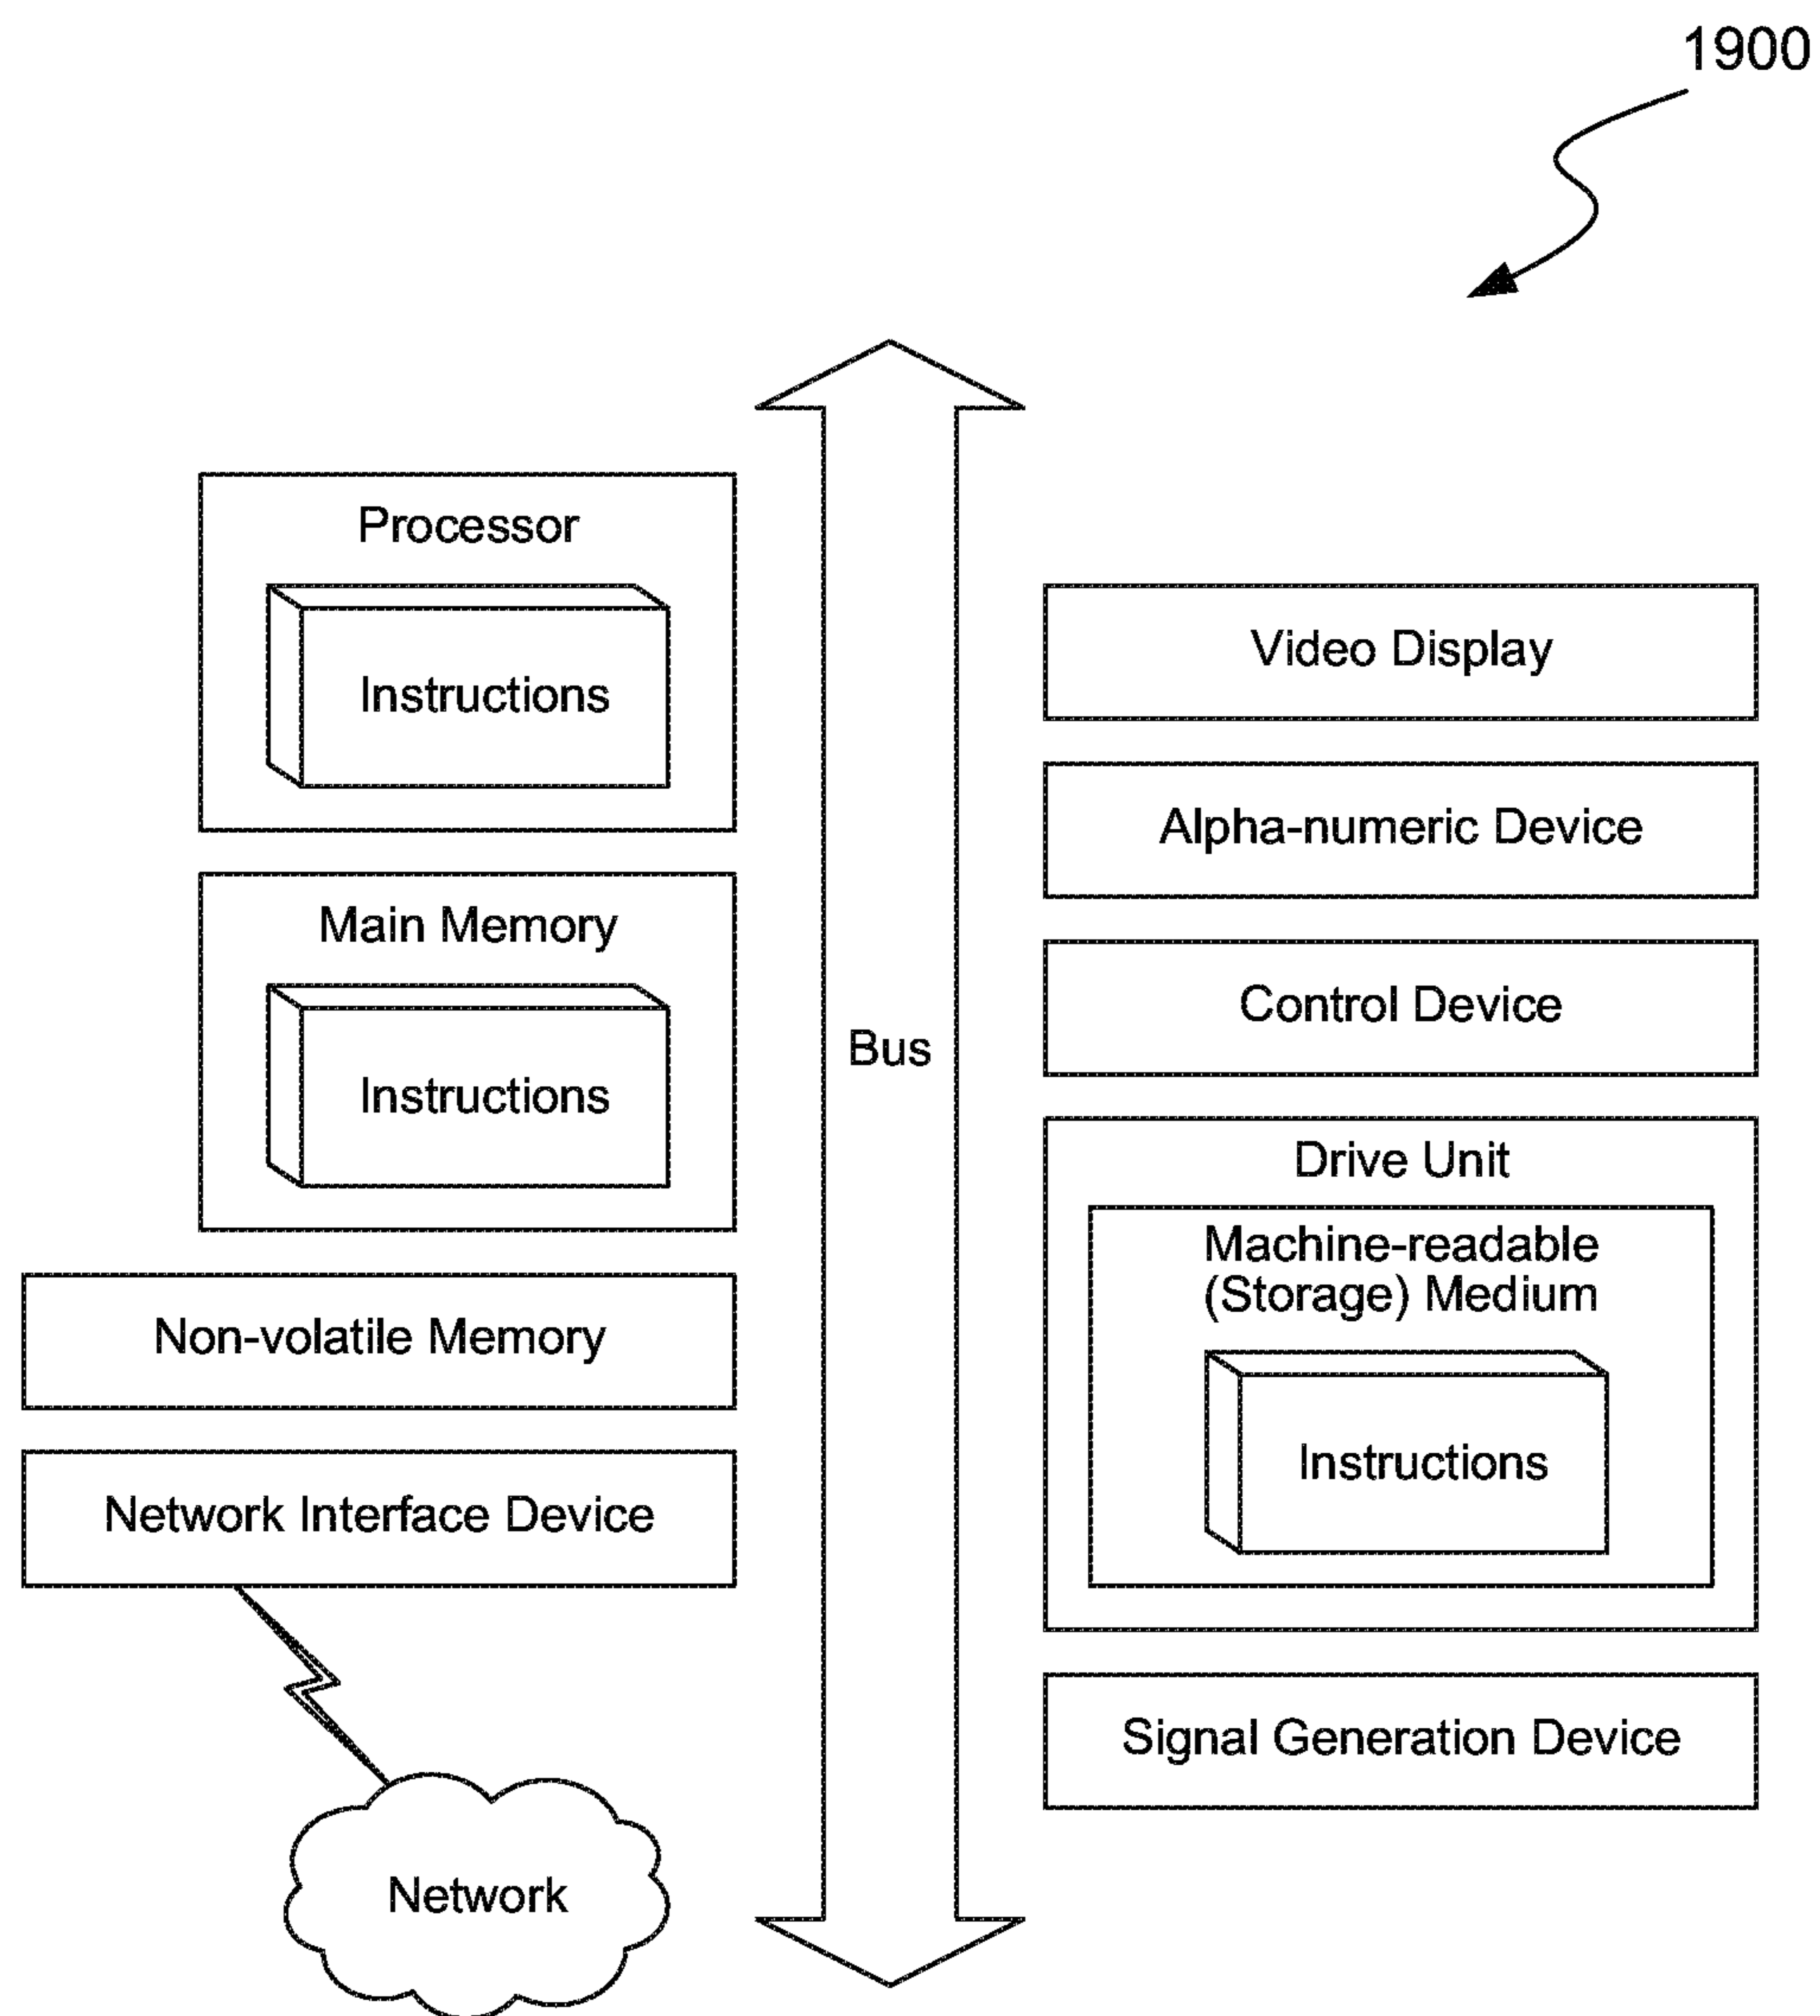 1900
Processor
Instructions
Main Memory
Instructions
Non-volatile Memory
Network Interface Device
Network
Bus
Video Display
Alpha-numeric Device
Control Device
Drive Unit
Machine-readable
(Storage) Medium
Instructions
Signal Generation Device